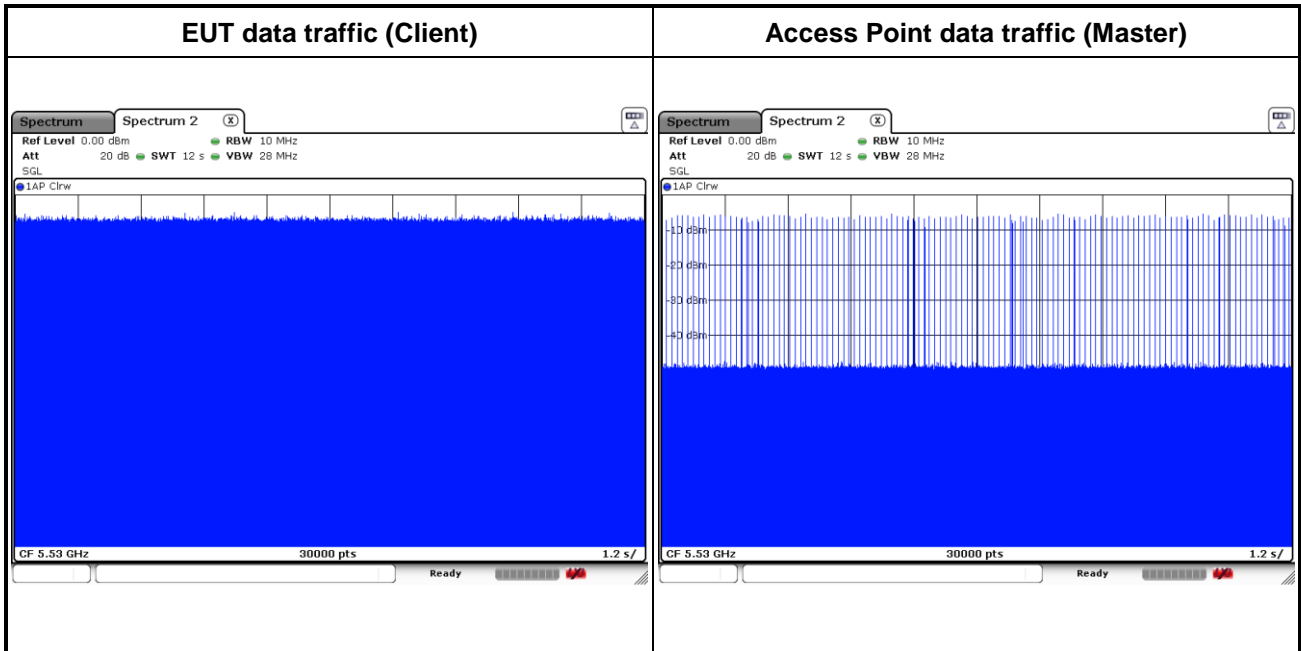 EUT data traffic (Client)
Access Point data traffic (Master)
Spectrum Spectrum 2 X
Ref Level 0.00 dBm RBW 10 MHz
Att 20 dB SWT 12 s VBW 28 MHz
SGL
1AP Clrw
CF 5.53 GHz 30000 pts 1.2 s/
Ready
Spectrum Spectrum 2 X
Ref Level 0.00 dBm RBW 10 MHz
Att 20 dB SWT 12 s VBW 28 MHz
SGL
1AP Clrw
-10 dBm
-20 dBm
-30 dBm
-40 dBm
CF 5.53 GHz 30000 pts 1.2 s/
Ready